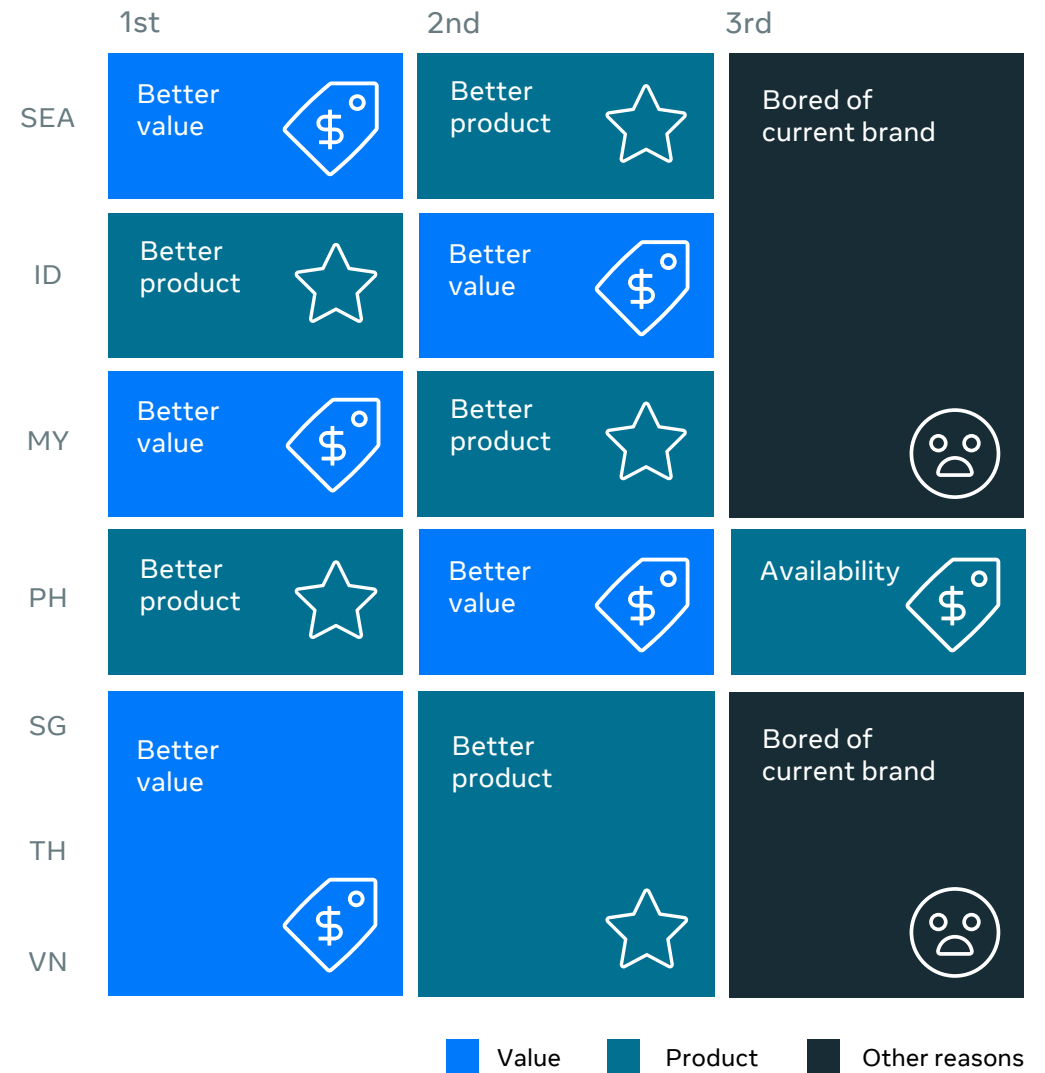 1st 2nd 3rd
SEA
Better
value
$
Better
product
Bored of
current brand
ID
Better
product
Better
value
$
MY
Better
value
$
Better
product
PH
Better
product
Better
value
$
Availability
$
SG
TH
VN
Better
value
$
Better
product
Bored of
current brand
Value Product Other reasons